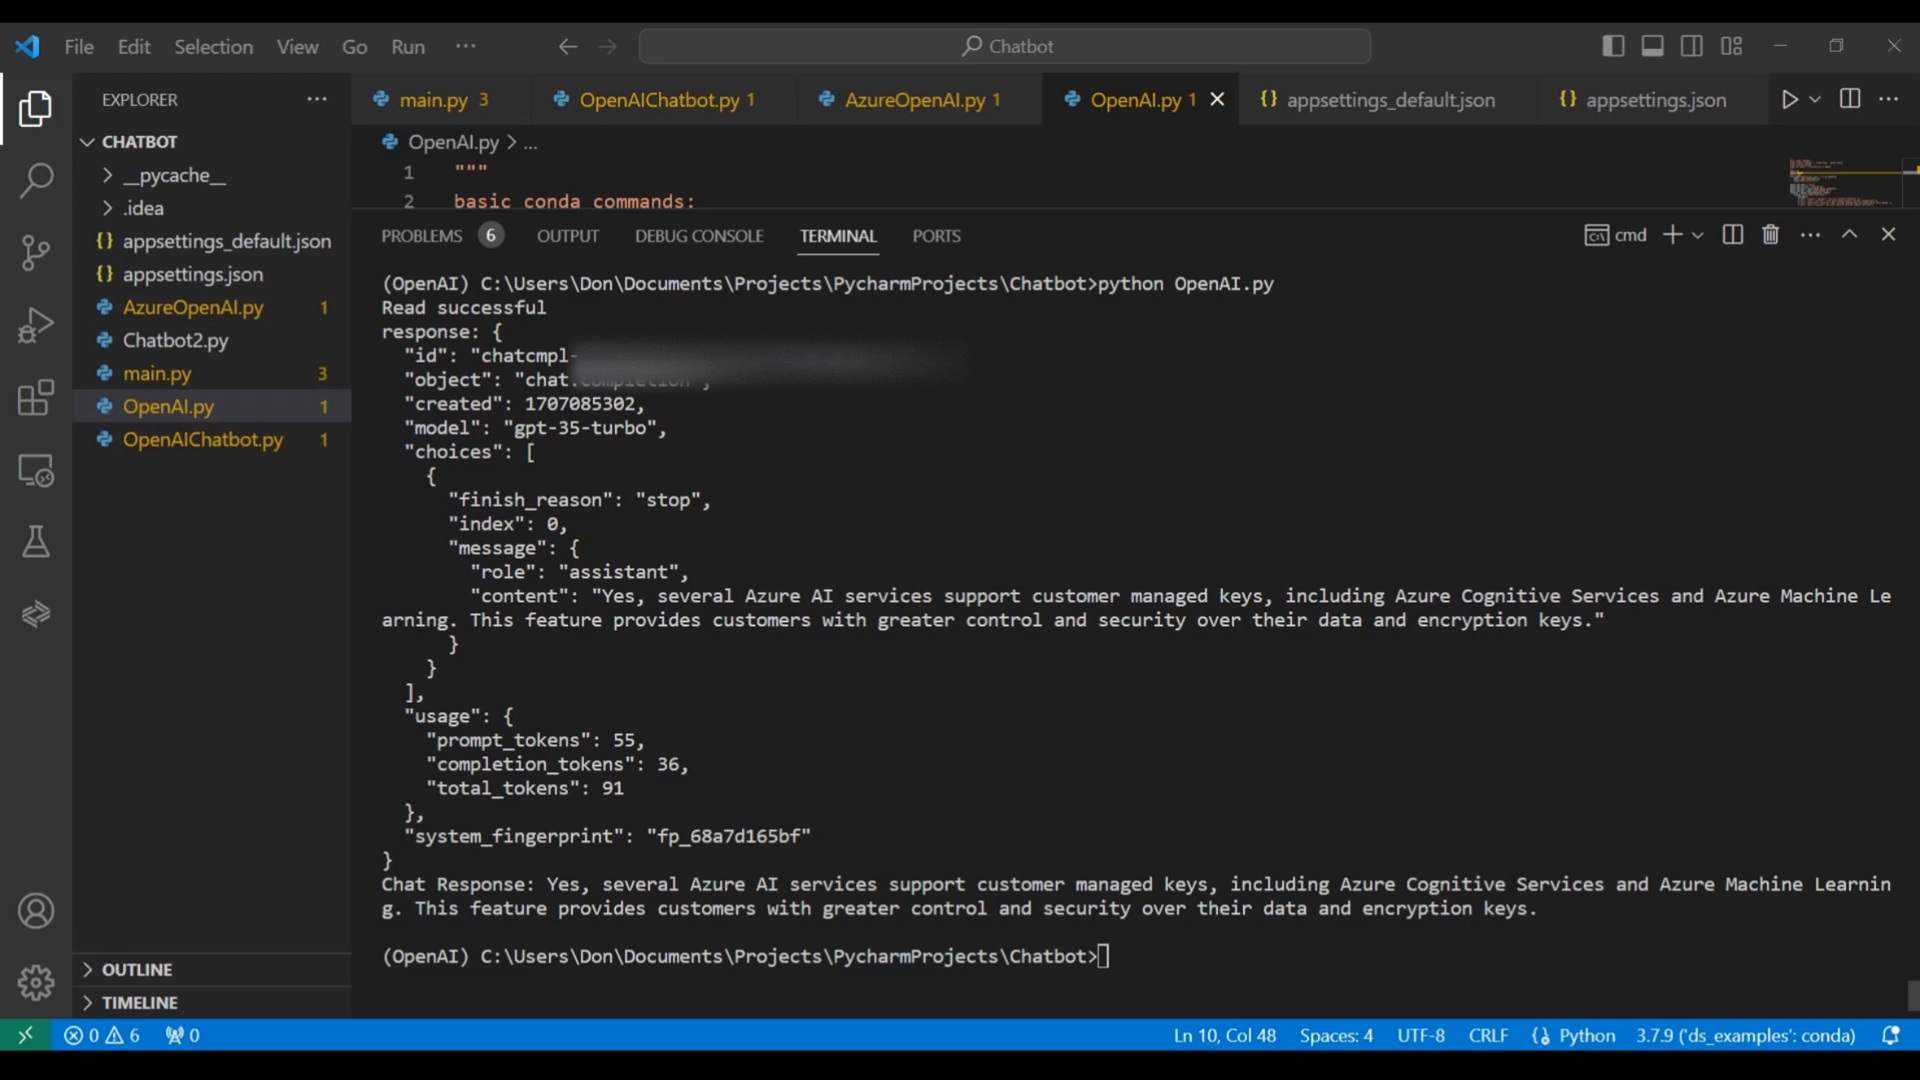 File Edit Selection View Go Run ··· Chatbot
EXPLORER ···
main.py 3 OpenAIChatbot.py 1 AzureOpenAI.py 1 OpenAI.py 1 {} appsettings_default.json {} appsettings.json ···
CHATBOT
__pycache__
.idea
{} appsettings_default.json
{} appsettings.json
AzureOpenAI.py 1
Chatbot2.py
main.py 3
OpenAI.py 1
OpenAIChatbot.py 1
OUTLINE
TIMELINE
OpenAI.py > ...
1 """
2 basic conda commands:
PROBLEMS 6 OUTPUT DEBUG CONSOLE TERMINAL PORTS cmd ···
(OpenAI) C:\Users\Don\Documents\Projects\PycharmProjects\Chatbot>python OpenAI.py
Read successful
response: {
"id": "chatcmpl-
"object": "chat.completion",
"created": 1707085302,
"model": "gpt-35-turbo",
"choices": [
{
"finish_reason": "stop",
"index": 0,
"message": {
"role": "assistant",
"content": "Yes, several Azure AI services support customer managed keys, including Azure Cognitive Services and Azure Machine Le
arning. This feature provides customers with greater control and security over their data and encryption keys."
}
}
],
"usage": {
"prompt_tokens": 55,
"completion_tokens": 36,
"total_tokens": 91
},
"system_fingerprint": "fp_68a7d165bf"
}
Chat Response: Yes, several Azure AI services support customer managed keys, including Azure Cognitive Services and Azure Machine Learnin
g. This feature provides customers with greater control and security over their data and encryption keys.
(OpenAI) C:\Users\Don\Documents\Projects\PycharmProjects\Chatbot>
0 6 0 Ln 10, Col 48 Spaces: 4 UTF-8 CRLF Python 3.7.9 ('ds_examples': conda)